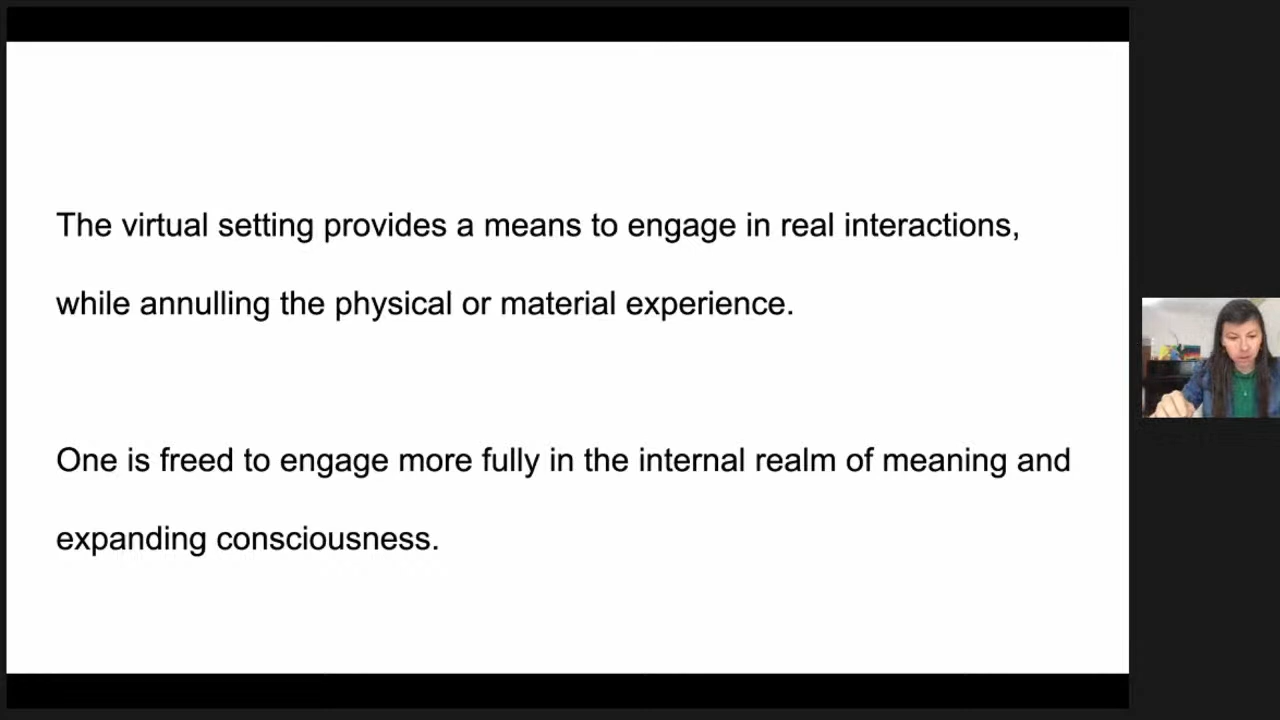 The virtual setting provides a means to engage in real interactions,
while annulling the physical or material experience.
One is freed to engage more fully in the internal realm of meaning and
expanding consciousness.